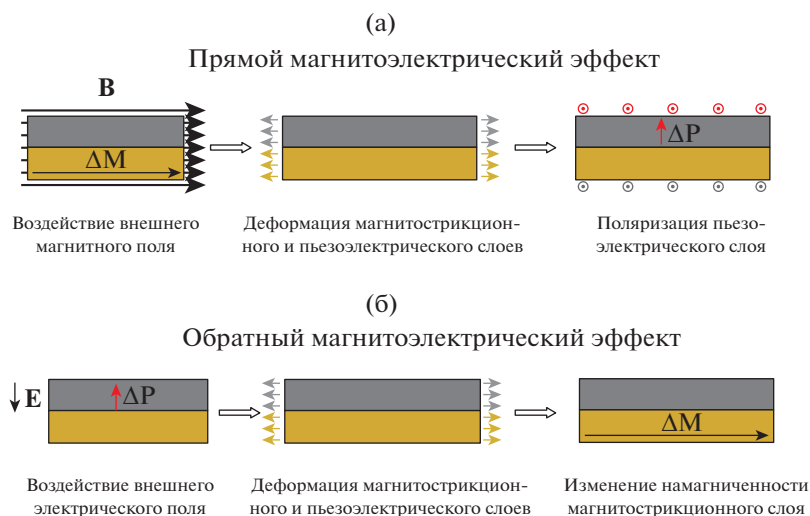 (а)
Прямой магнитоэлектрический эффект
B
ΔM
ΔP
Воздействие внешнего
магнитного поля
Деформация магнитострикцион-
ного и пьезоэлектрического слоев
Поляризация пьезо-
электрического слоя
(б)
Обратный магнитоэлектрический эффект
E
ΔP
ΔM
Воздействие внешнего
электрического поля
Деформация магнитострикцион-
ного и пьезоэлектрического слоев
Изменение намагниченности
магнитострикционного слоя